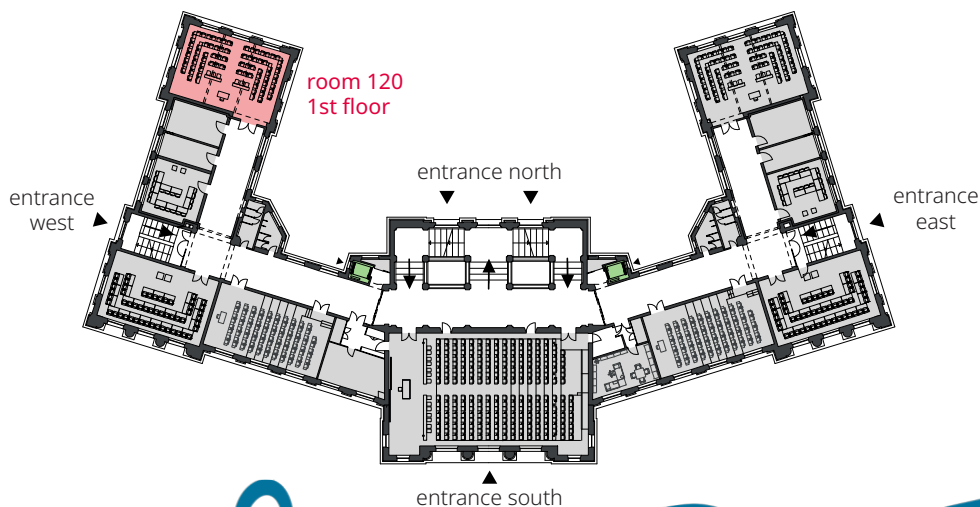 room 120
1st floor
entrance north
entrance
west
entrance
east
entrance south